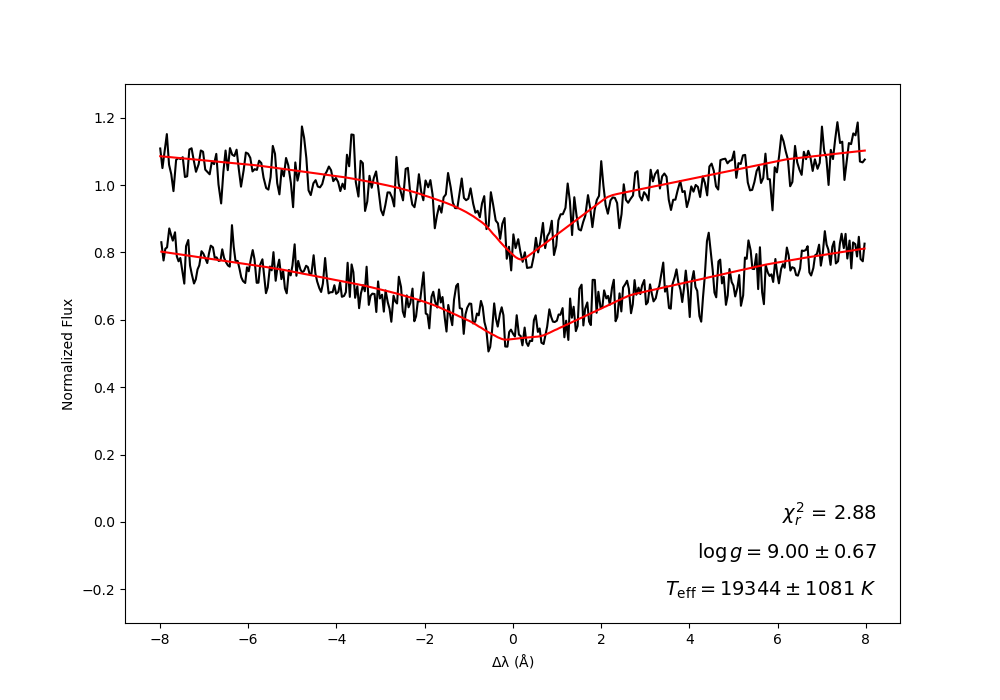 1.2
1.0
0.8
0.6
0.4
0.2
0.0
−0.2
Normalized Flux
χ²ᵣ = 2.88
log g = 9.00 ± 0.67
T_eff = 19344 ± 1081 K
−8 −6 −4 −2 0 2 4 6 8
Δλ (Å)